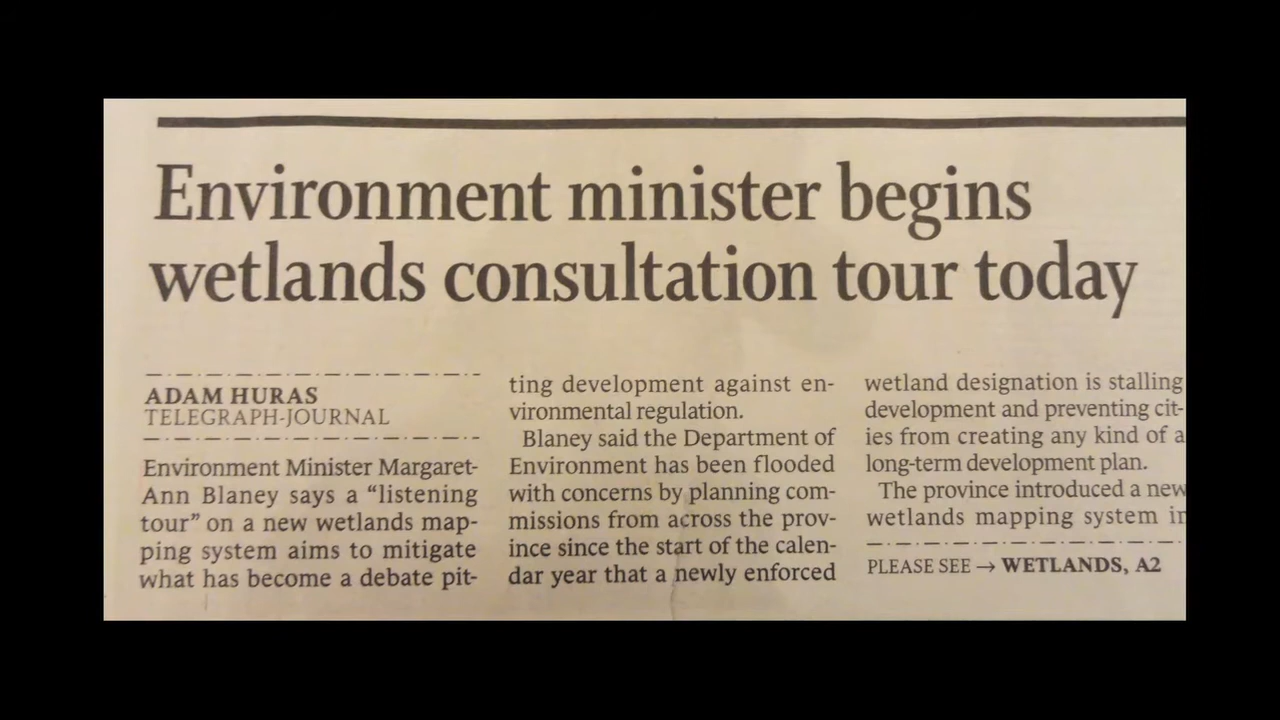 Environment minister begins
wetlands consultation tour today
ADAM HURAS
TELEGRAPH-JOURNAL
Environment Minister Margaret-
Ann Blaney says a “listening
tour” on a new wetlands map-
ping system aims to mitigate
what has become a debate pit-
ting development against en-
vironmental regulation.
Blaney said the Department of
Environment has been flooded
with concerns by planning com-
missions from across the prov-
ince since the start of the calen-
dar year that a newly enforced
wetland designation is stalling
development and preventing cit-
ies from creating any kind of a
long-term development plan.
The province introduced a new
wetlands mapping system in
PLEASE SEE → WETLANDS, A2